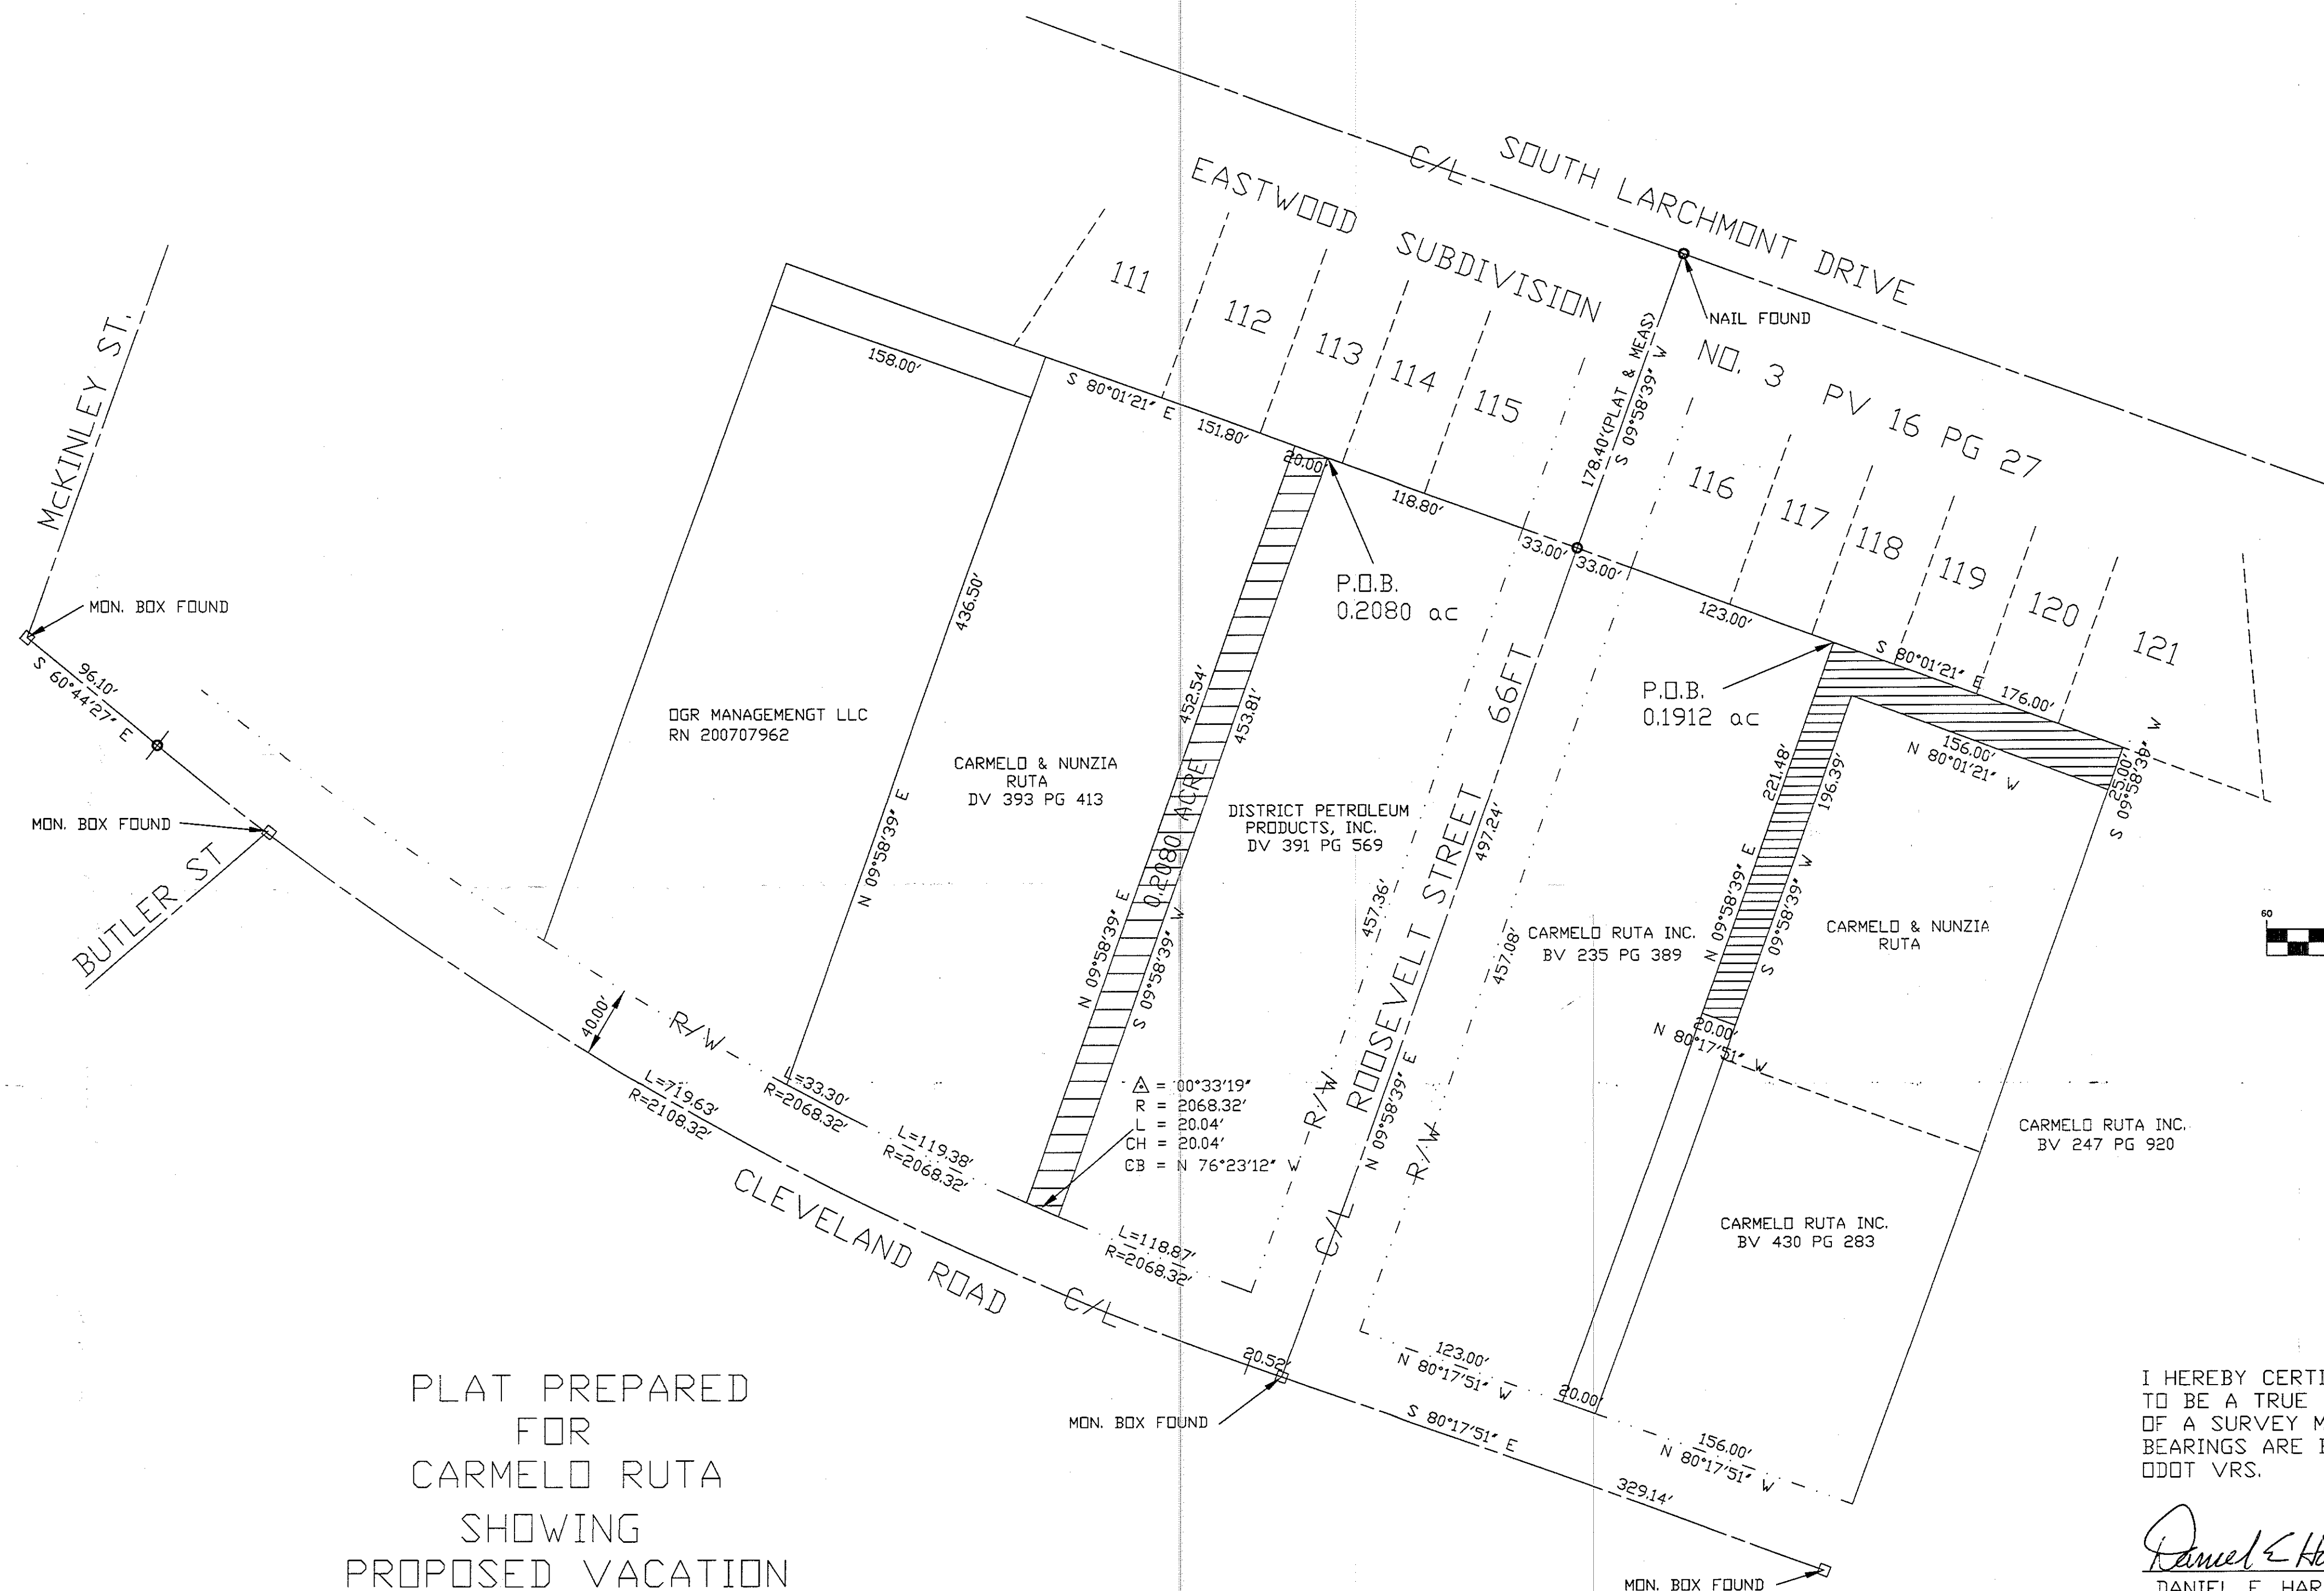 C/L
SOUTH LARCHMONT DRIVE
EASTWOOD SUBDIVISION
NO. 3 PV 16 PG 27
NAIL FOUND
111
112
113
114
115
116
117
118
119
120
121
178.40'(PLAT & MEAS)
S 09°58'39" W
McKINLEY ST.
MON. BOX FOUND
96.10'
S 60°44'27" E
MON. BOX FOUND
BUTLER ST
158.00'
S 80°01'21" E
151.80'
20.00'
118.80'
33.00'
33.00'
123.00'
S 80°01'21" E
176.00'
P.O.B.
0.2080 ac
P.O.B.
0.1912 ac
156.00'
N 80°01'21" W
25.00'
S 09°58'39" W
OGR MANAGEMENGT LLC
RN 200707962
436.50'
N 09°58'39" E
CARMELO & NUNZIA
RUTA
DV 393 PG 413
452.54'
453.81'
0.2080 ACRE
N 09°58'39" E
S 09°58'39" W
DISTRICT PETROLEUM
PRODUCTS, INC.
DV 391 PG 569
ROOSEVELT STREET 66FT
497.24'
457.36'
457.08'
N 09°58'39" E
C/L
R/W
R/W
221.48'
196.39'
N 09°58'39" E
S 09°58'39" W
CARMELO RUTA INC.
BV 235 PG 389
CARMELO & NUNZIA
RUTA
20.00'
N 80°17'51" W
60
CARMELO RUTA INC.
BV 247 PG 920
CARMELO RUTA INC.
BV 430 PG 283
40.00'
R/W
L=719.63'
R=2108.32'
L=33.30'
R=2068.32'
L=119.38'
R=2068.32'
△ = 00°33'19"
R = 2068.32'
L = 20.04'
CH = 20.04'
CB = N 76°23'12" W
L=118.87'
R=2068.32'
CLEVELAND ROAD
C/L
20.52'
MON. BOX FOUND
123.00'
N 80°17'51" W
20.00'
S 80°17'51" E
156.00'
N 80°17'51" W
329.14'
MON. BOX FOUND
PLAT PREPARED
FOR
CARMELO RUTA
SHOWING
PROPOSED VACATION
I HEREBY
TO BE A TRUE
OF A SURVEY
BEARINGS ARE
ODOT VRS.
Daniel E
DANIEL E.